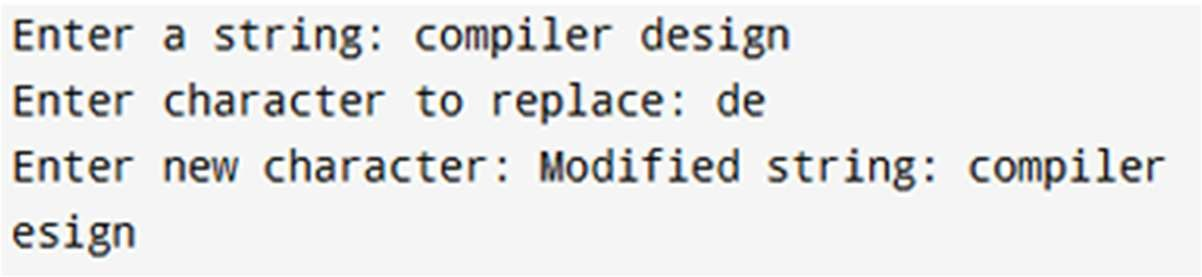 Enter a string: compiler design
Enter character to replace: de
Enter new character: Modified string: compiler
esign